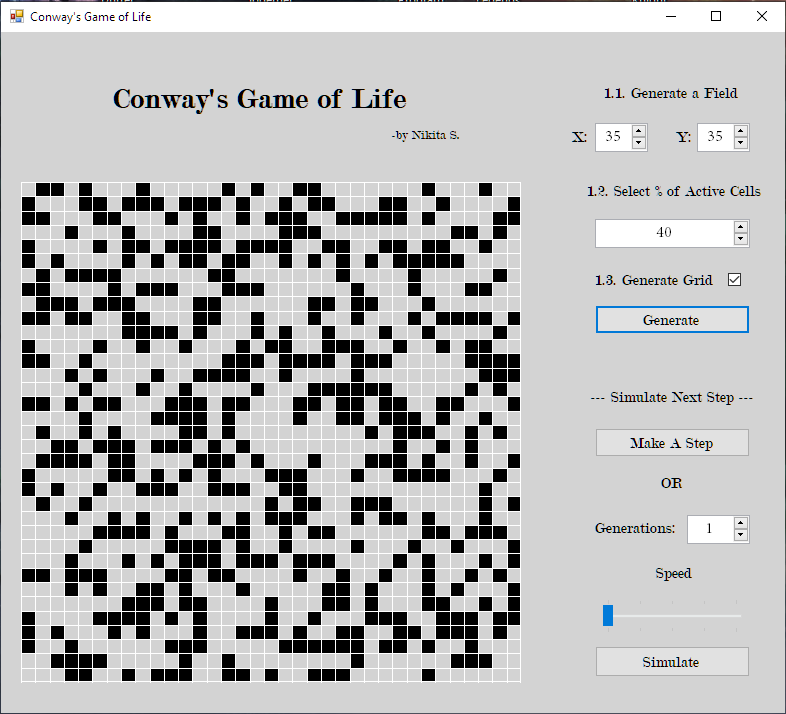 Conway's Game of Life
Conway's Game of Life
-by Nikita S.
1.1. Generate a Field
X: 35 Y: 35
1.2. Select % of Active Cells
40
1.3. Generate Grid
Generate
--- Simulate Next Step ---
Make A Step
OR
Generations: 1
Speed
Simulate